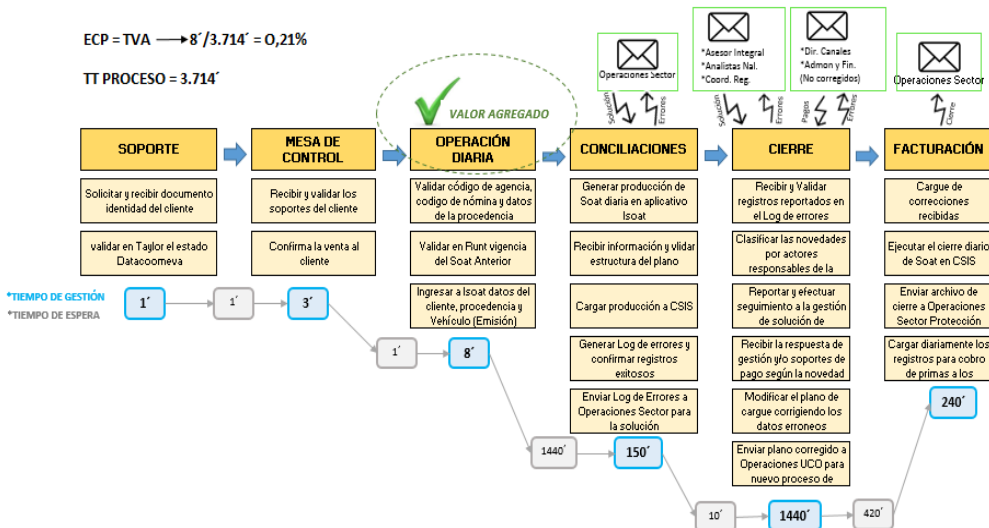 ECP = TVA → 8´/3.714´ = 0,21%
TT PROCESO = 3.714´
VALOR AGREGADO
Operaciones Sector
*Asesor Integral
*Analistas Nal.
*Coord. Reg.
*Dir. Canales
*Admon y Fin.
(No corregidos)
Operaciones Sector
Solución
Errores
Solución
Errores
Pagos
Errores
Cierre
SOPORTE
Solicitar y recibir documento
identidad del cliente
validar en Taylor el estado
Datacoomeva
MESA DE
CONTROL
Recibir y validar los
soportes del cliente
Confirma la venta al
cliente
OPERACIÓN
DIARIA
Validar código de agencia,
codigo de nómina y datos
de la procedencia
Validar en Runt vigencia
del Soat Anterior
Ingresar a Isoat datos del
cliente, procedencia y
Vehículo (Emisión)
CONCILIACIONES
Generar producción de
Soat diaria en aplicativo
Isoat
Recibir información y vlidar
estructura del plano
Cargar producción a CSIS
Generar Log de errores y
confirmar registros
exitosos
Enviar Log de Errores a
Operaciones Sector para
la solución
CIERRE
Recibir y Validar
registros reportados en
el Log de errores
Clasificar las novedades
por actores
responsables de la
Reportar y efectuar
seguimiento a la gestión
de solución de
Recibir la respuesta de
gestión y/o soportes de
pago según la novedad
Modificar el plano de
cargue corrigiendo los
datos erroneos
Enviar plano corregido a
Operaciones UCO para
nuevo proceso de
FACTURACIÓN
Cargue de
correcciones
recibidas
Ejecutar el cierre diario
de Soat en CSIS
Enviar archivo de
cierre a Operaciones
Sector Protección
Cargar diariamente los
registros para cobro
de primas a los
*TIEMPO DE GESTIÓN
*TIEMPO DE ESPERA
1´
1´
3´
1´
8´
1440´
150´
10´
1440´
420´
240´